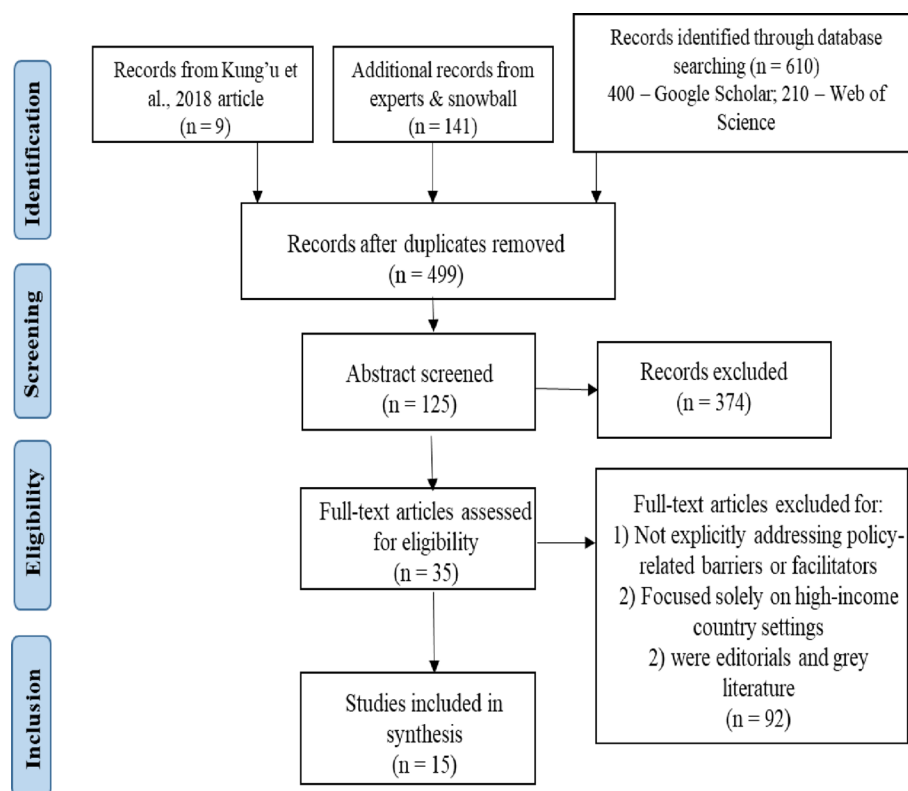 Identification
Records from Kung’u et
al., 2018 article
(n = 9)
Additional records from
experts & snowball
(n = 141)
Records identified through database
searching (n = 610)
400 – Google Scholar; 210 – Web of
Science
Records after duplicates removed
(n = 499)
Screening
Abstract screened
(n = 125)
Records excluded
(n = 374)
Eligibility
Full-text articles assessed
for eligibility
(n = 35)
Full-text articles excluded for:
1) Not explicitly addressing policy-
related barriers or facilitators
2) Focused solely on high-income
country settings
2) were editorials and grey
literature
(n = 92)
Inclusion
Studies included in
synthesis
(n = 15)